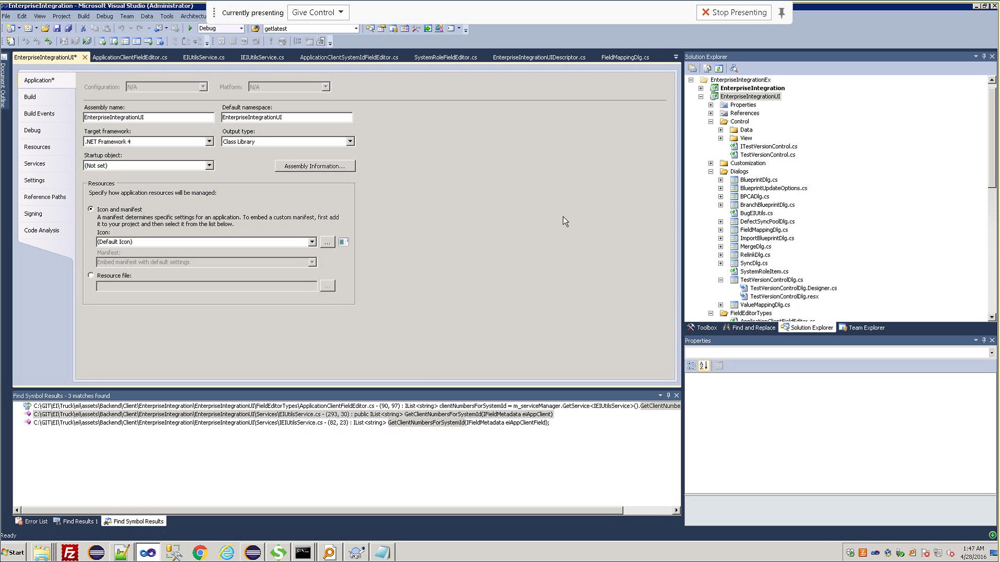 EnterpriseIntegration - Microsoft Visual Studio (Administrator)
Currently presenting
Give Control
Stop Presenting
File Edit View Project Build Debug Team Data Tools Architectu
Debug
getlatest
EnterpriseIntegrationUI* ApplicationClientFieldEditor.cs EIUtilsService.cs IEIUtilsService.cs ApplicationClientSystemIdFieldEditor.cs SystemRoleFieldEditor.cs EnterpriseIntegrationUIDescriptor.cs FieldMappingDlg.cs
Document Outline
Application*
Build
Build Events
Debug
Resources
Services
Settings
Reference Paths
Signing
Code Analysis
Configuration: N/A Platform: N/A
Assembly name: Default namespace:
EnterpriseIntegrationUI EnterpriseIntegrationUI
Target framework: Output type:
.NET Framework 4 Class Library
Startup object:
(Not set) Assembly Information...
Resources
Specify how application resources will be managed:
Icon and manifest
A manifest determines specific settings for an application. To embed a custom manifest, first add
it to your project and then select it from the list below.
Icon:
(Default Icon) ...
Manifest:
Embed manifest with default settings
Resource file:
...
Solution Explorer
EnterpriseIntegrationEx
EnterpriseIntegration
EnterpriseIntegrationUI
Properties
References
Control
Data
View
ITestVersionControl.cs
TestVersionControl.cs
Customization
Dialogs
BlueprintDlg.cs
BlueprintUpdateOptions.cs
BPCADlg.cs
BranchBlueprintDlg.cs
BugEIUtils.cs
DefectSyncPoolDlg.cs
FieldMappingDlg.cs
ImportBlueprintDlg.cs
MergeDlg.cs
RelinkDlg.cs
SyncDlg.cs
SystemRoleItem.cs
TestVersionControlDlg.cs
TestVersionControlDlg.Designer.cs
TestVersionControlDlg.resx
ValueMappingDlg.cs
FieldEditorTypes
ApplicationClientFieldEditor.cs
Toolbox Find and Replace Solution Explorer Team Explorer
Properties
Find Symbol Results - 3 matches found
C:\GIT\EI\Truck\ei\assets\Backend\Client\EnterpriseIntegration\EnterpriseIntegrationUI\FieldEditorTypes\ApplicationClientFieldEditor.cs - (90, 97) : IList<string> clientNumbersForSystemId = m_serviceManager.GetService<IEIUtilsService>().GetClientNumbe
C:\GIT\EI\Truck\ei\assets\Backend\Client\EnterpriseIntegration\EnterpriseIntegrationUI\Services\EIUtilsService.cs - (293, 30) : public IList<string> GetClientNumbersForSystemId(IFieldMetadata eiAppClient)
C:\GIT\EI\Truck\ei\assets\Backend\Client\EnterpriseIntegration\EnterpriseIntegrationUI\Services\IEIUtilsService.cs - (82, 23) : IList<string> GetClientNumbersForSystemId(IFieldMetadata eiAppClientField);
Error List Find Results 1 Find Symbol Results
Ready
Start
1:47 AM
4/28/2016